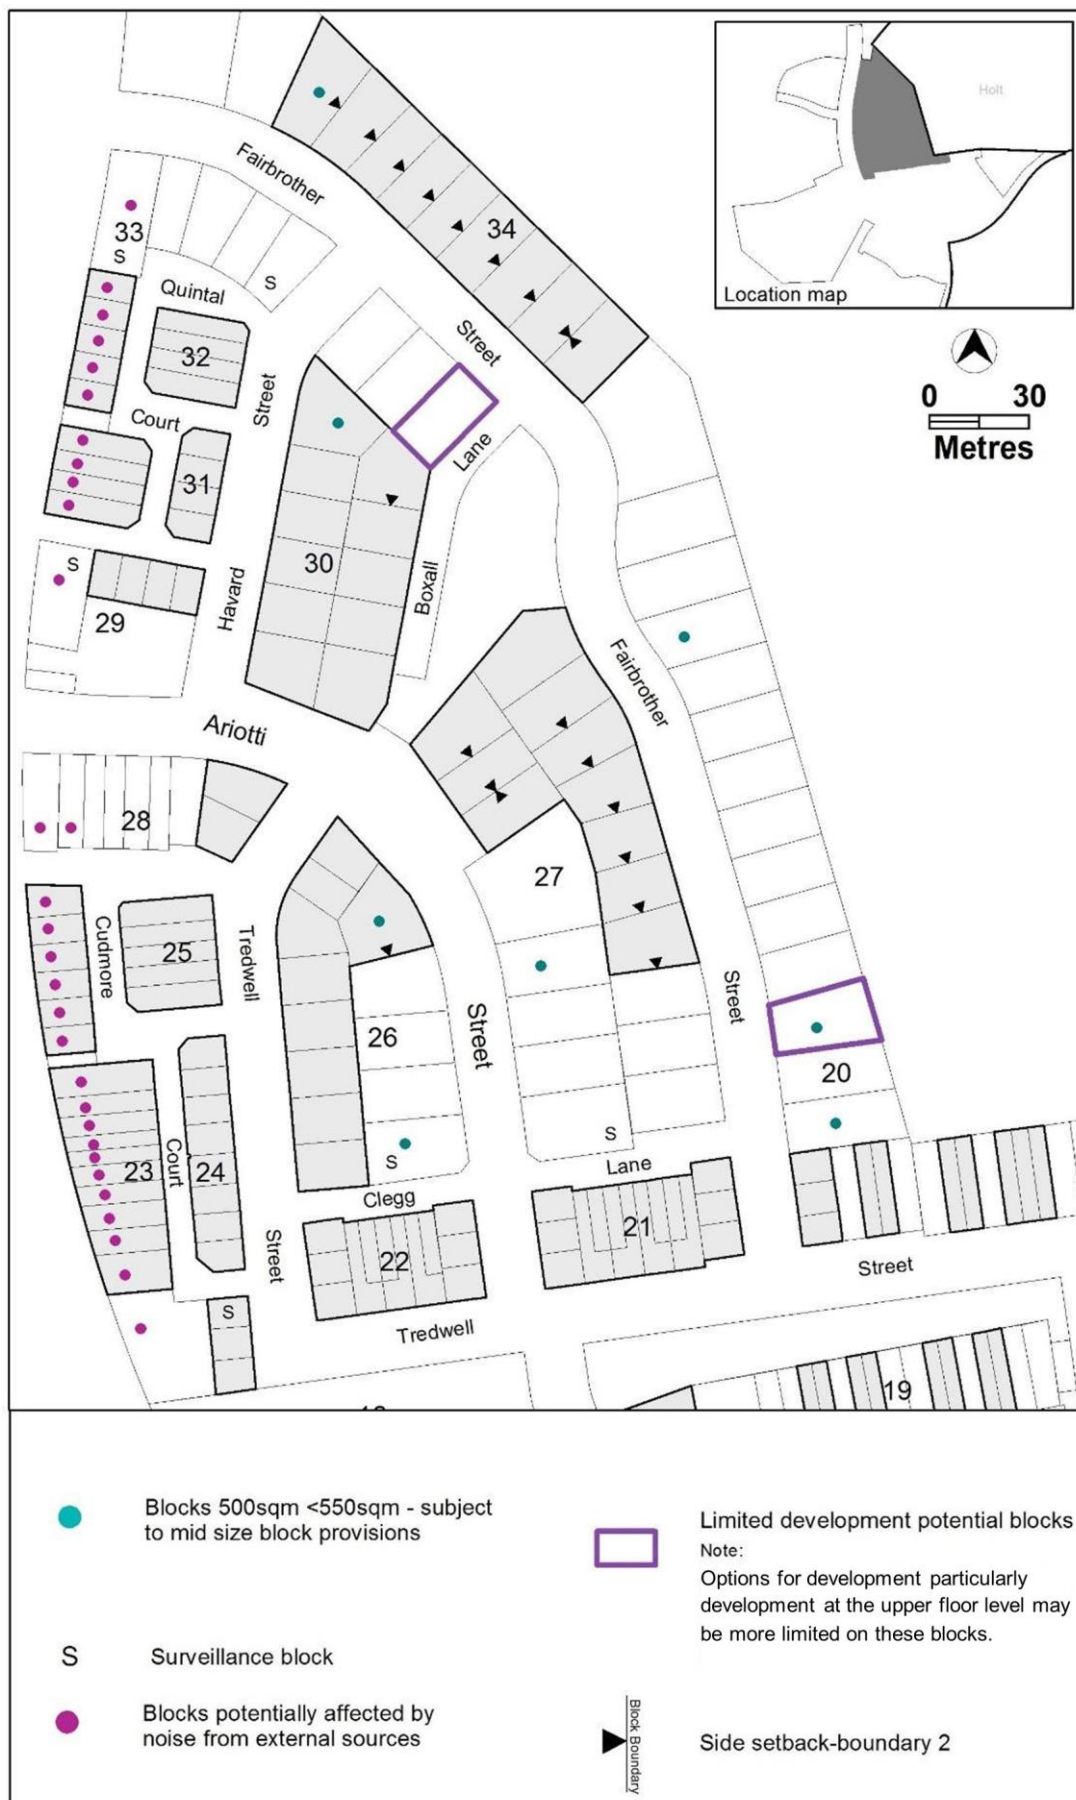 Holt
Location map
0 30
Metres
Fairbrother
Street
34
33
S
S
Quintal
32
Court
Street
31
Lane
30
S
29
Havard
Boxall
Fairbrother
Ariotti
28
27
Cudmore
25
Tredwell
Street
Street
26
20
S
S
23
Court
24
Clegg
Lane
22
21
Street
Street
S
Tredwell
19
Blocks 500sqm <550sqm - subject
to mid size block provisions
S Surveillance block
Blocks potentially affected by
noise from external sources
Limited development potential blocks
Note:
Options for development particularly
development at the upper floor level may
be more limited on these blocks.
Block Boundary
Side setback-boundary 2